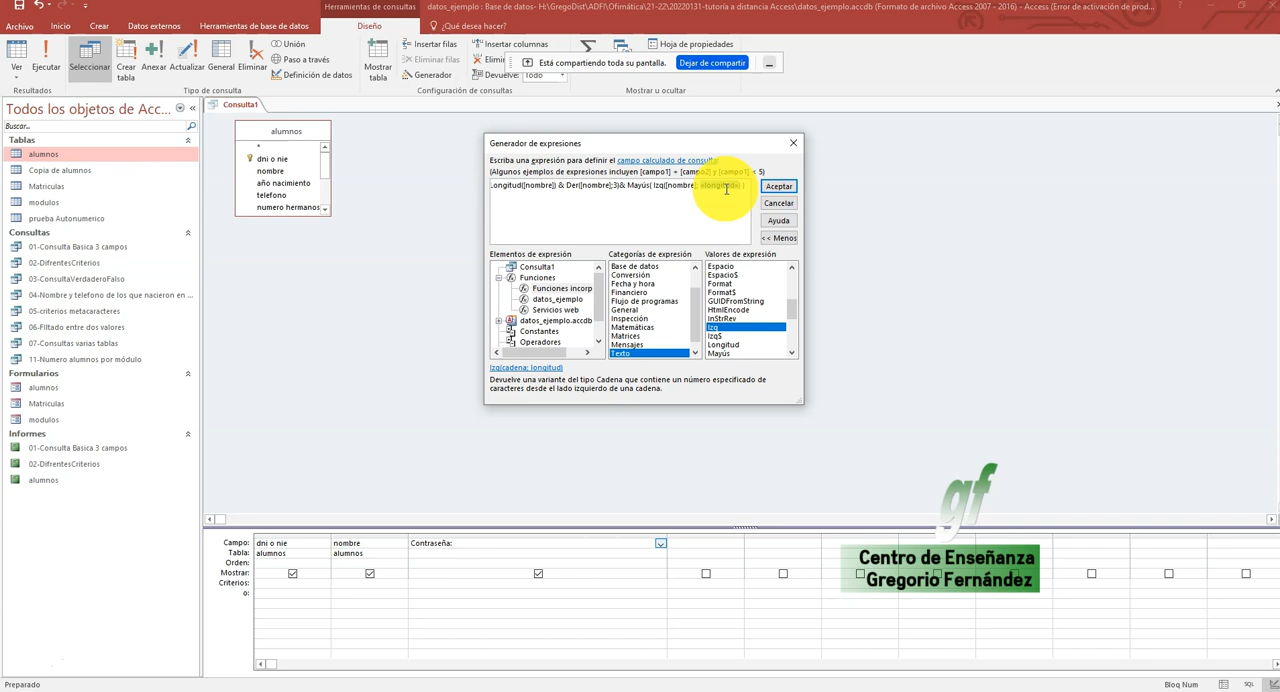 Herramientas de consultas
datos_ejemplo : Base de datos- H:\GregoDist\ADFI\Ofimática\21-22\20220131-tutoría a distancia Access\datos_ejemplo.accdb (Formato de archivo Access 2007 - 2016) - Access (Error de activación de prod...
Archivo Inicio Crear Datos externos Herramientas de base de datos Diseño ¿Qué desea hacer?
Ver Ejecutar Seleccionar Crear tabla Anexar Actualizar General Eliminar
Unión
Paso a través
Definición de datos
Mostrar tabla
Insertar filas
Eliminar filas
Generador
Insertar columnas
Devuelve: Todo
Hoja de propiedades
Está compartiendo toda su pantalla. Dejar de compartir
Resultados Tipo de consulta Configuración de consultas Mostrar u ocultar
Todos los objetos de Acc...
Buscar...
Tablas
alumnos
Copia de alumnos
Matriculas
modulos
prueba Autonumerico
Consultas
01-Consulta Basica 3 campos
02-DifrentesCriterios
03-ConsultaVerdaderoFalso
04-Nombre y telefono de los que nacieron en ...
05-criterios metacaracteres
06-Filtado entre dos valores
07-Consultas varias tablas
11-Numero alumnos por módulo
Formularios
alumnos
Matriculas
modulos
Informes
01-Consulta Basica 3 campos
02-DifrentesCriterios
alumnos
Consulta1
alumnos
*
dni o nie
nombre
año nacimiento
telefono
numero hermanos
Generador de expresiones
Escriba una expresión para definir el campo calculado de consulta:
(Algunos ejemplos de expresiones incluyen [campo1] + [campo2] y [campo1] < 5)
Longitud([nombre]) & Der([nombre];3)& Mayús( Izq([nombre]; «longitud») )
Aceptar
Cancelar
Ayuda
<< Menos
Elementos de expresión
Consulta1
Funciones
Funciones incorp
datos_ejemplo
Servicios web
datos_ejemplo.accdb
Constantes
Operadores
Categorías de expresión
Base de datos
Conversión
Fecha y hora
Financiero
Flujo de programas
General
Inspección
Matemáticas
Matrices
Mensajes
Texto
Valores de expresión
Espacio
Espacio$
Format
Format$
GUIDFromString
HtmlEncode
InStrRev
Izq
Izq$
Longitud
Mayús
Izq(cadena; longitud)
Devuelve una variante del tipo Cadena que contiene un número especificado de
caracteres desde el lado izquierdo de una cadena.
gf
Centro de Enseñanza
Gregorio Fernández
Campo: dni o nie nombre Contraseña:
Tabla: alumnos alumnos
Orden:
Mostrar:
Criterios:
o:
Preparado
Bloq Num
SQL